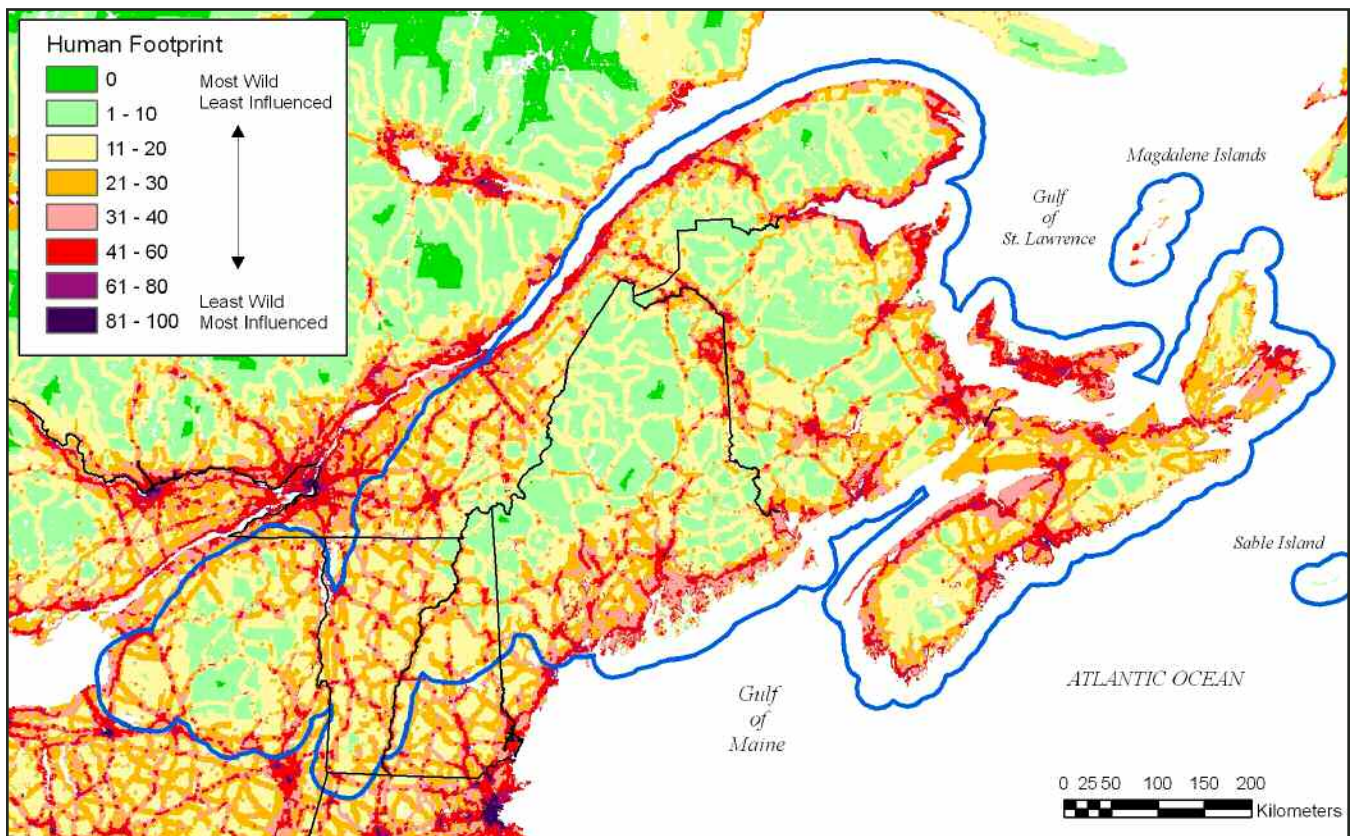 Human Footprint
0
1 - 10
11 - 20
21 - 30
31 - 40
41 - 60
61 - 80
81 - 100
Most Wild
Least Influenced
Least Wild
Most Influenced
Magdalene Islands
Gulf
of
St. Lawrence
Sable Island
ATLANTIC OCEAN
Gulf
of
Maine
0 25 50 100 150 200
Kilometers